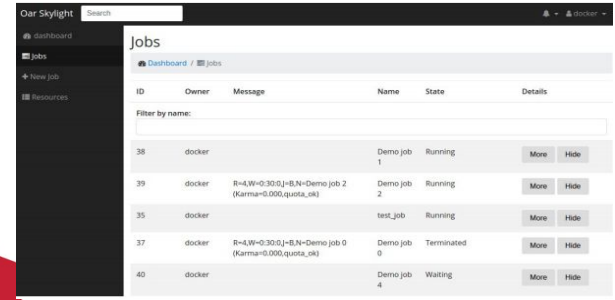 Oar Skylight Search docker
dashboard
Jobs
New Job
Resources
Jobs
Dashboard / Jobs
ID Owner Message Name State Details
Filter by name:
38 docker Demo job Running More Hide
1
39 docker R=4,W=0:30:0,J=B,N=Demo job 2 Demo job Running More Hide
(Karma=0.000,quota_ok) 2
35 docker test_job Running More Hide
37 docker R=4,W=0:30:0,J=B,N=Demo job 0 Demo job Terminated More Hide
(Karma=0.000,quota_ok) 0
40 docker Demo job Waiting More Hide
4